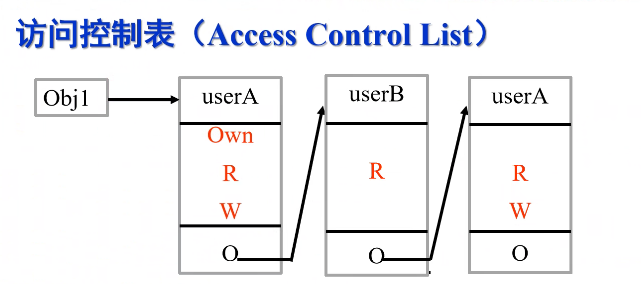 访问控制表（Access Control List）
Obj1
userA
Own
R
W
O
userB
R
O
userA
R
W
O